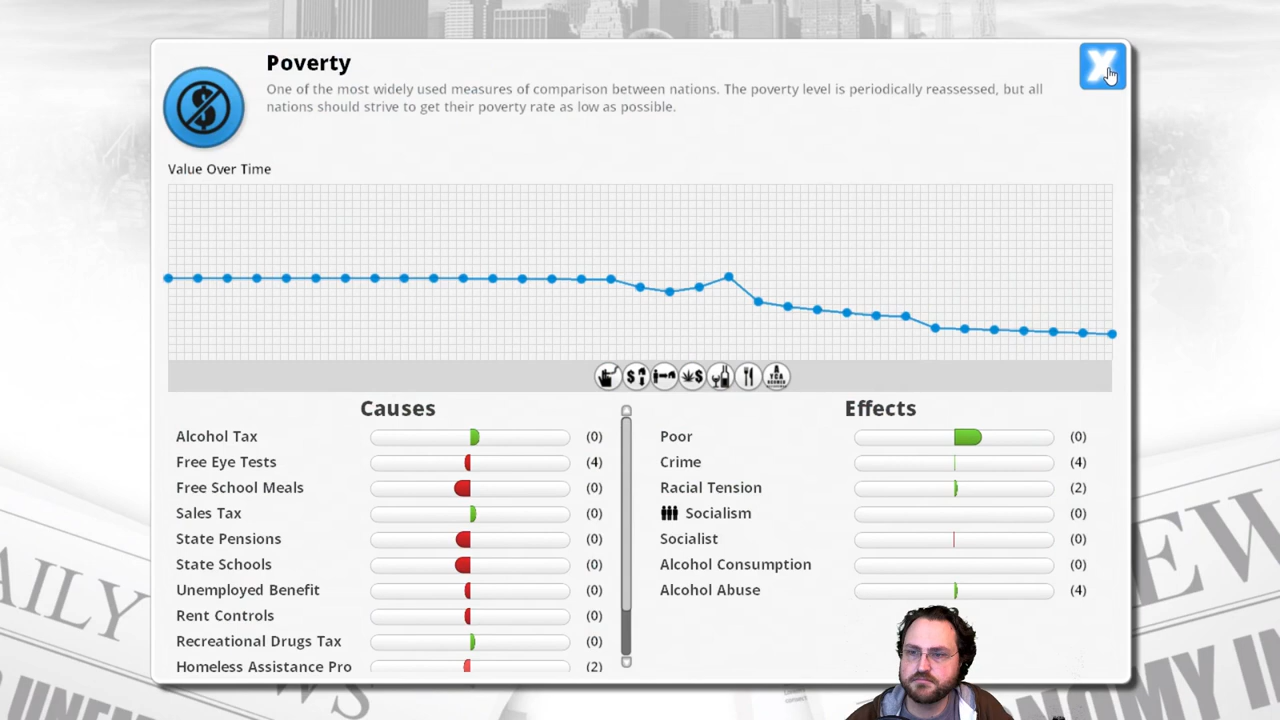 Poverty
One of the most widely used measures of comparison between nations. The poverty level is periodically reassessed, but all
nations should strive to get their poverty rate as low as possible.
X
Value Over Time
Causes
Alcohol Tax (0)
Free Eye Tests (4)
Free School Meals (0)
Sales Tax (0)
State Pensions (0)
State Schools (0)
Unemployed Benefit (0)
Rent Controls (0)
Recreational Drugs Tax (0)
Homeless Assistance Pro (2)
Effects
Poor (0)
Crime (4)
Racial Tension (2)
Socialism (0)
Socialist (0)
Alcohol Consumption (0)
Alcohol Abuse (4)